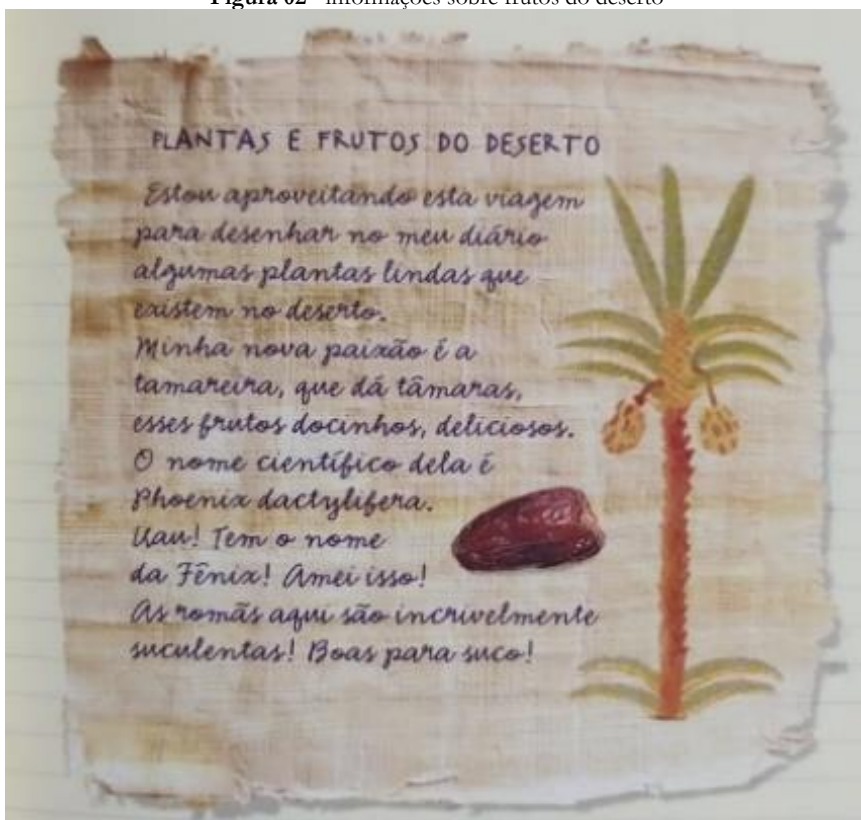 Figura 02 - Informações sobre frutos do deserto
PLANTAS E FRUTOS DO DESERTO
Estou aproveitando esta viagem
para desenhar no meu diário
algumas plantas lindas que
existem no deserto.
Minha nova paixão é a
tamareira, que dá tâmaras,
esses frutos docinhos, deliciosos.
O nome científico dela é
Phoenix dactylifera.
Uau! Tem o nome
da Fênix! Amei isso!
As romãs aqui são incrivelmente
suculentas! Boas para suco!